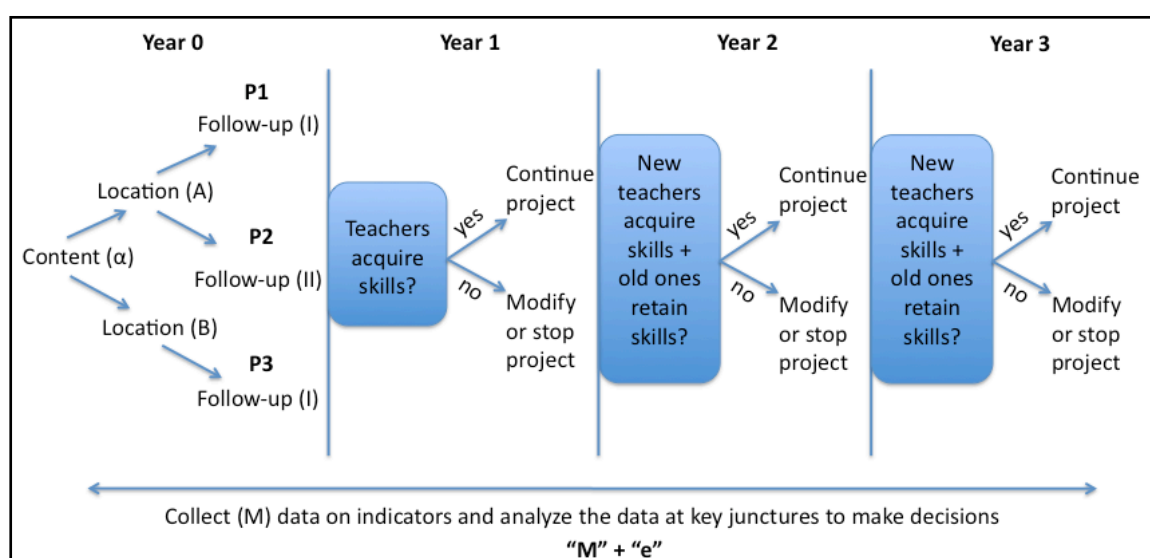 Year 0
Year 1
Year 2
Year 3
P1
Follow-up (I)
Location (A)
P2
Content (α)
Follow-up (II)
Location (B)
P3
Follow-up (I)
Teachers
acquire
skills?
yes
no
Continue
project
Modify
or stop
project
New
teachers
acquire
skills +
old ones
retain
skills?
yes
no
Continue
project
Modify
or stop
project
New
teachers
acquire
skills +
old ones
retain
skills?
yes
no
Continue
project
Modify
or stop
project
Collect (M) data on indicators and analyze the data at key junctures to make decisions
“M” + “e”